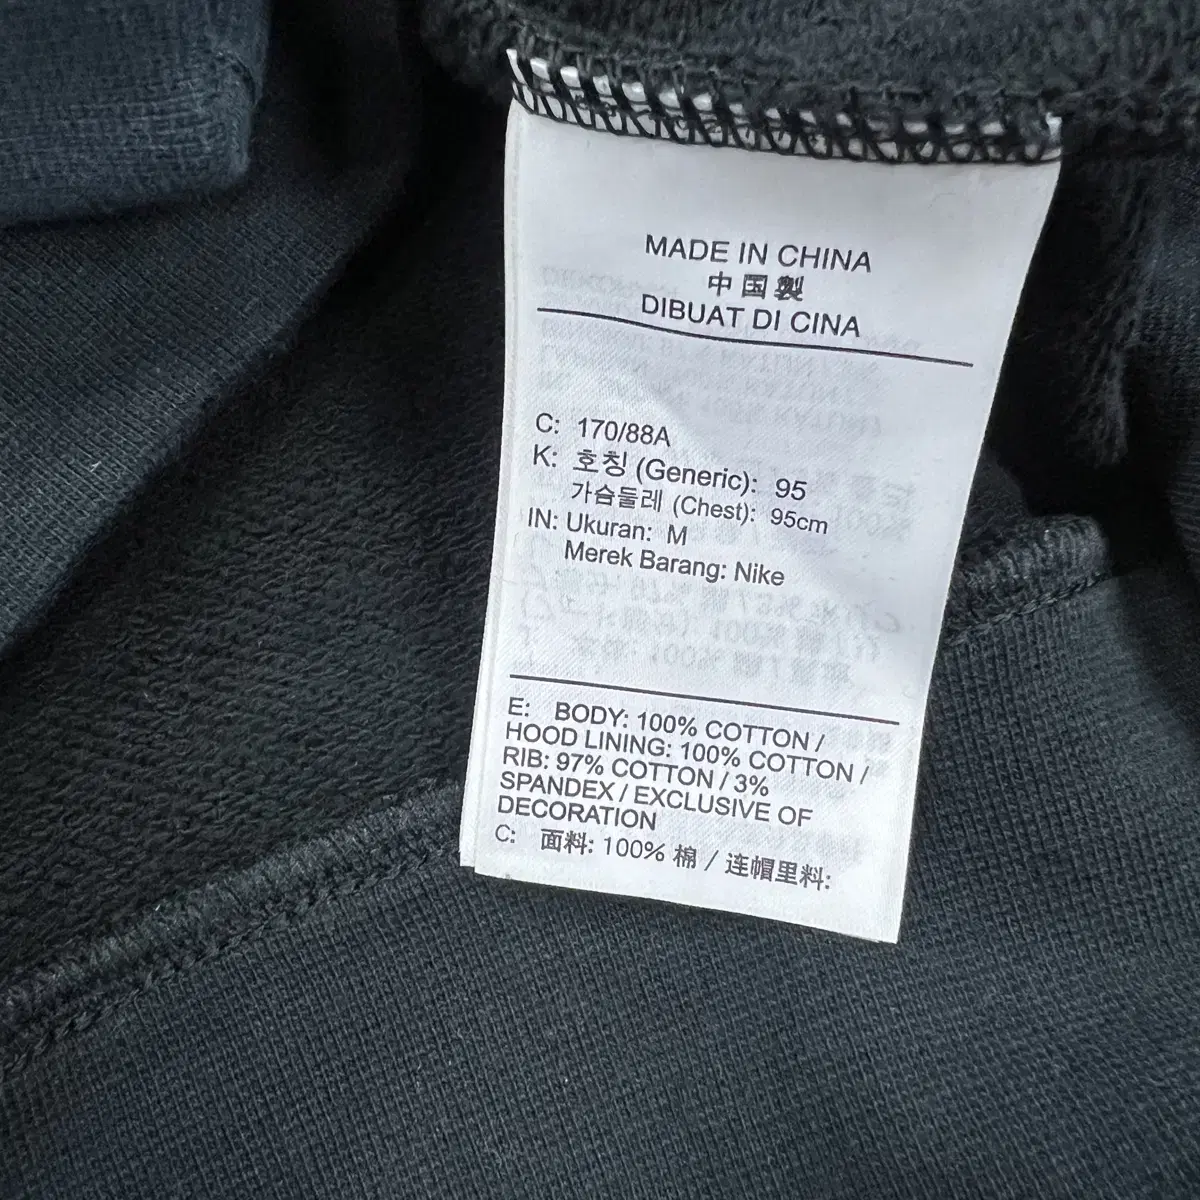 MADE IN CHINA
中国製
DIBUAT DI CINA
C: 170/88A
K: 호칭 (Generic): 95
가슴둘레 (Chest): 95cm
IN: Ukuran: M
Merek Barang: Nike
E: BODY: 100% COTTON /
HOOD LINING: 100% COTTON /
RIB: 97% COTTON / 3%
SPANDEX / EXCLUSIVE OF
DECORATION
C: 面料: 100% 棉 / 连帽里料: